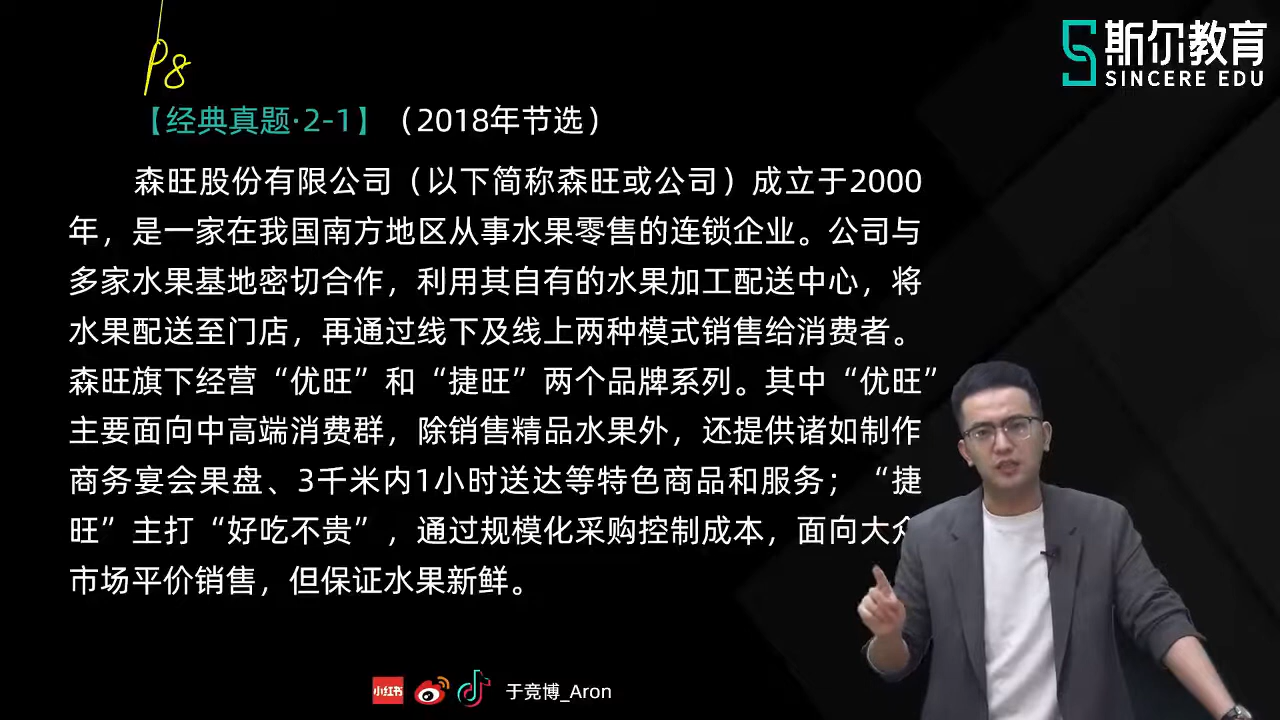 P8
斯尔教育
SINCERE EDU
【经典真题·2-1】（2018年节选）
森旺股份有限公司（以下简称森旺或公司）成立于2000
年，是一家在我国南方地区从事水果零售的连锁企业。公司与
多家水果基地密切合作，利用其自有的水果加工配送中心，将
水果配送至门店，再通过线下及线上两种模式销售给消费者。
森旺旗下经营“优旺”和“捷旺”两个品牌系列。其中“优旺”
主要面向中高端消费群，除销售精品水果外，还提供诸如制作
商务宴会果盘、3千米内1小时送达等特色商品和服务；“捷
旺”主打“好吃不贵”，通过规模化采购控制成本，面向大众
市场平价销售，但保证水果新鲜。
小红书
于竞博_Aron